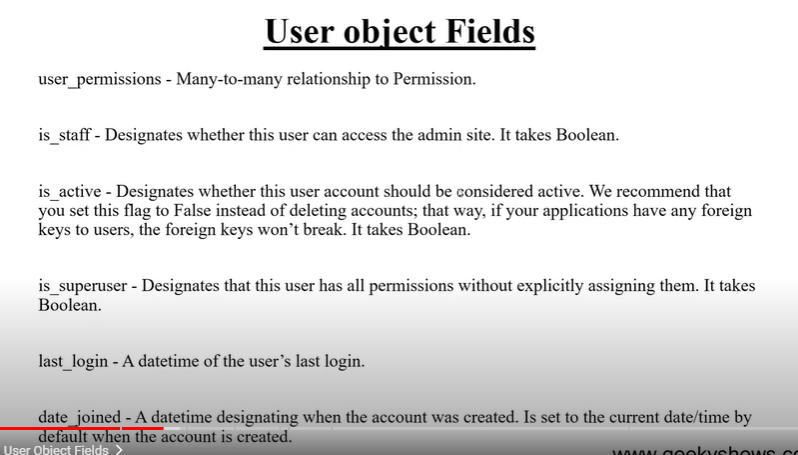 User object Fields
user_permissions - Many-to-many relationship to Permission.
is_staff - Designates whether this user can access the admin site. It takes Boolean.
is_active - Designates whether this user account should be considered active. We recommend that
you set this flag to False instead of deleting accounts; that way, if your applications have any foreign
keys to users, the foreign keys won’t break. It takes Boolean.
is_superuser - Designates that this user has all permissions without explicitly assigning them. It takes
Boolean.
last_login - A datetime of the user’s last login.
date_joined - A datetime designating when the account was created. Is set to the current date/time by
default when the account is created.
User Object Fields
www.geekyshows.co